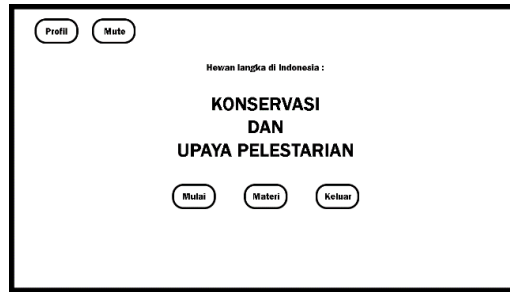 Profil Mute
Hewan langka di Indonesia :
KONSERVASI
DAN
UPAYA PELESTARIAN
Mulai Materi Keluar